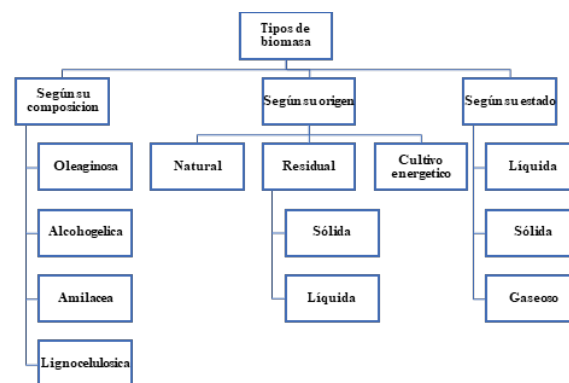 Tipos de
biomasa
Según su
composicion
Según su origen
Según su estado
Oleaginosa
Alcohogelica
Amilacea
Lignocelulosica
Natural
Residual
Cultivo
energetico
Sólida
Líquida
Líquida
Sólida
Gaseoso